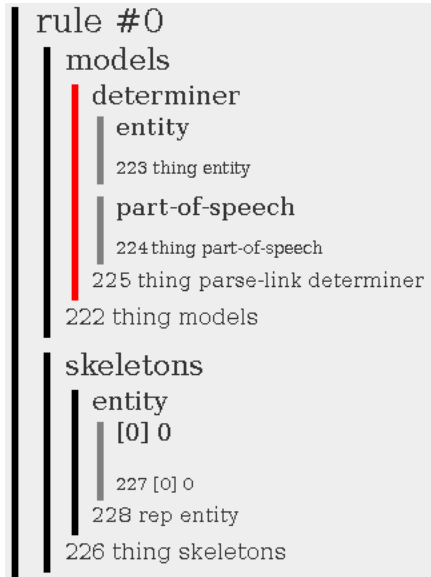 rule #0
models
determiner
entity
223 thing entity
part-of-speech
224 thing part-of-speech
225 thing parse-link determiner
222 thing models
skeletons
entity
[0] 0
227 [0] 0
228 rep entity
226 thing skeletons